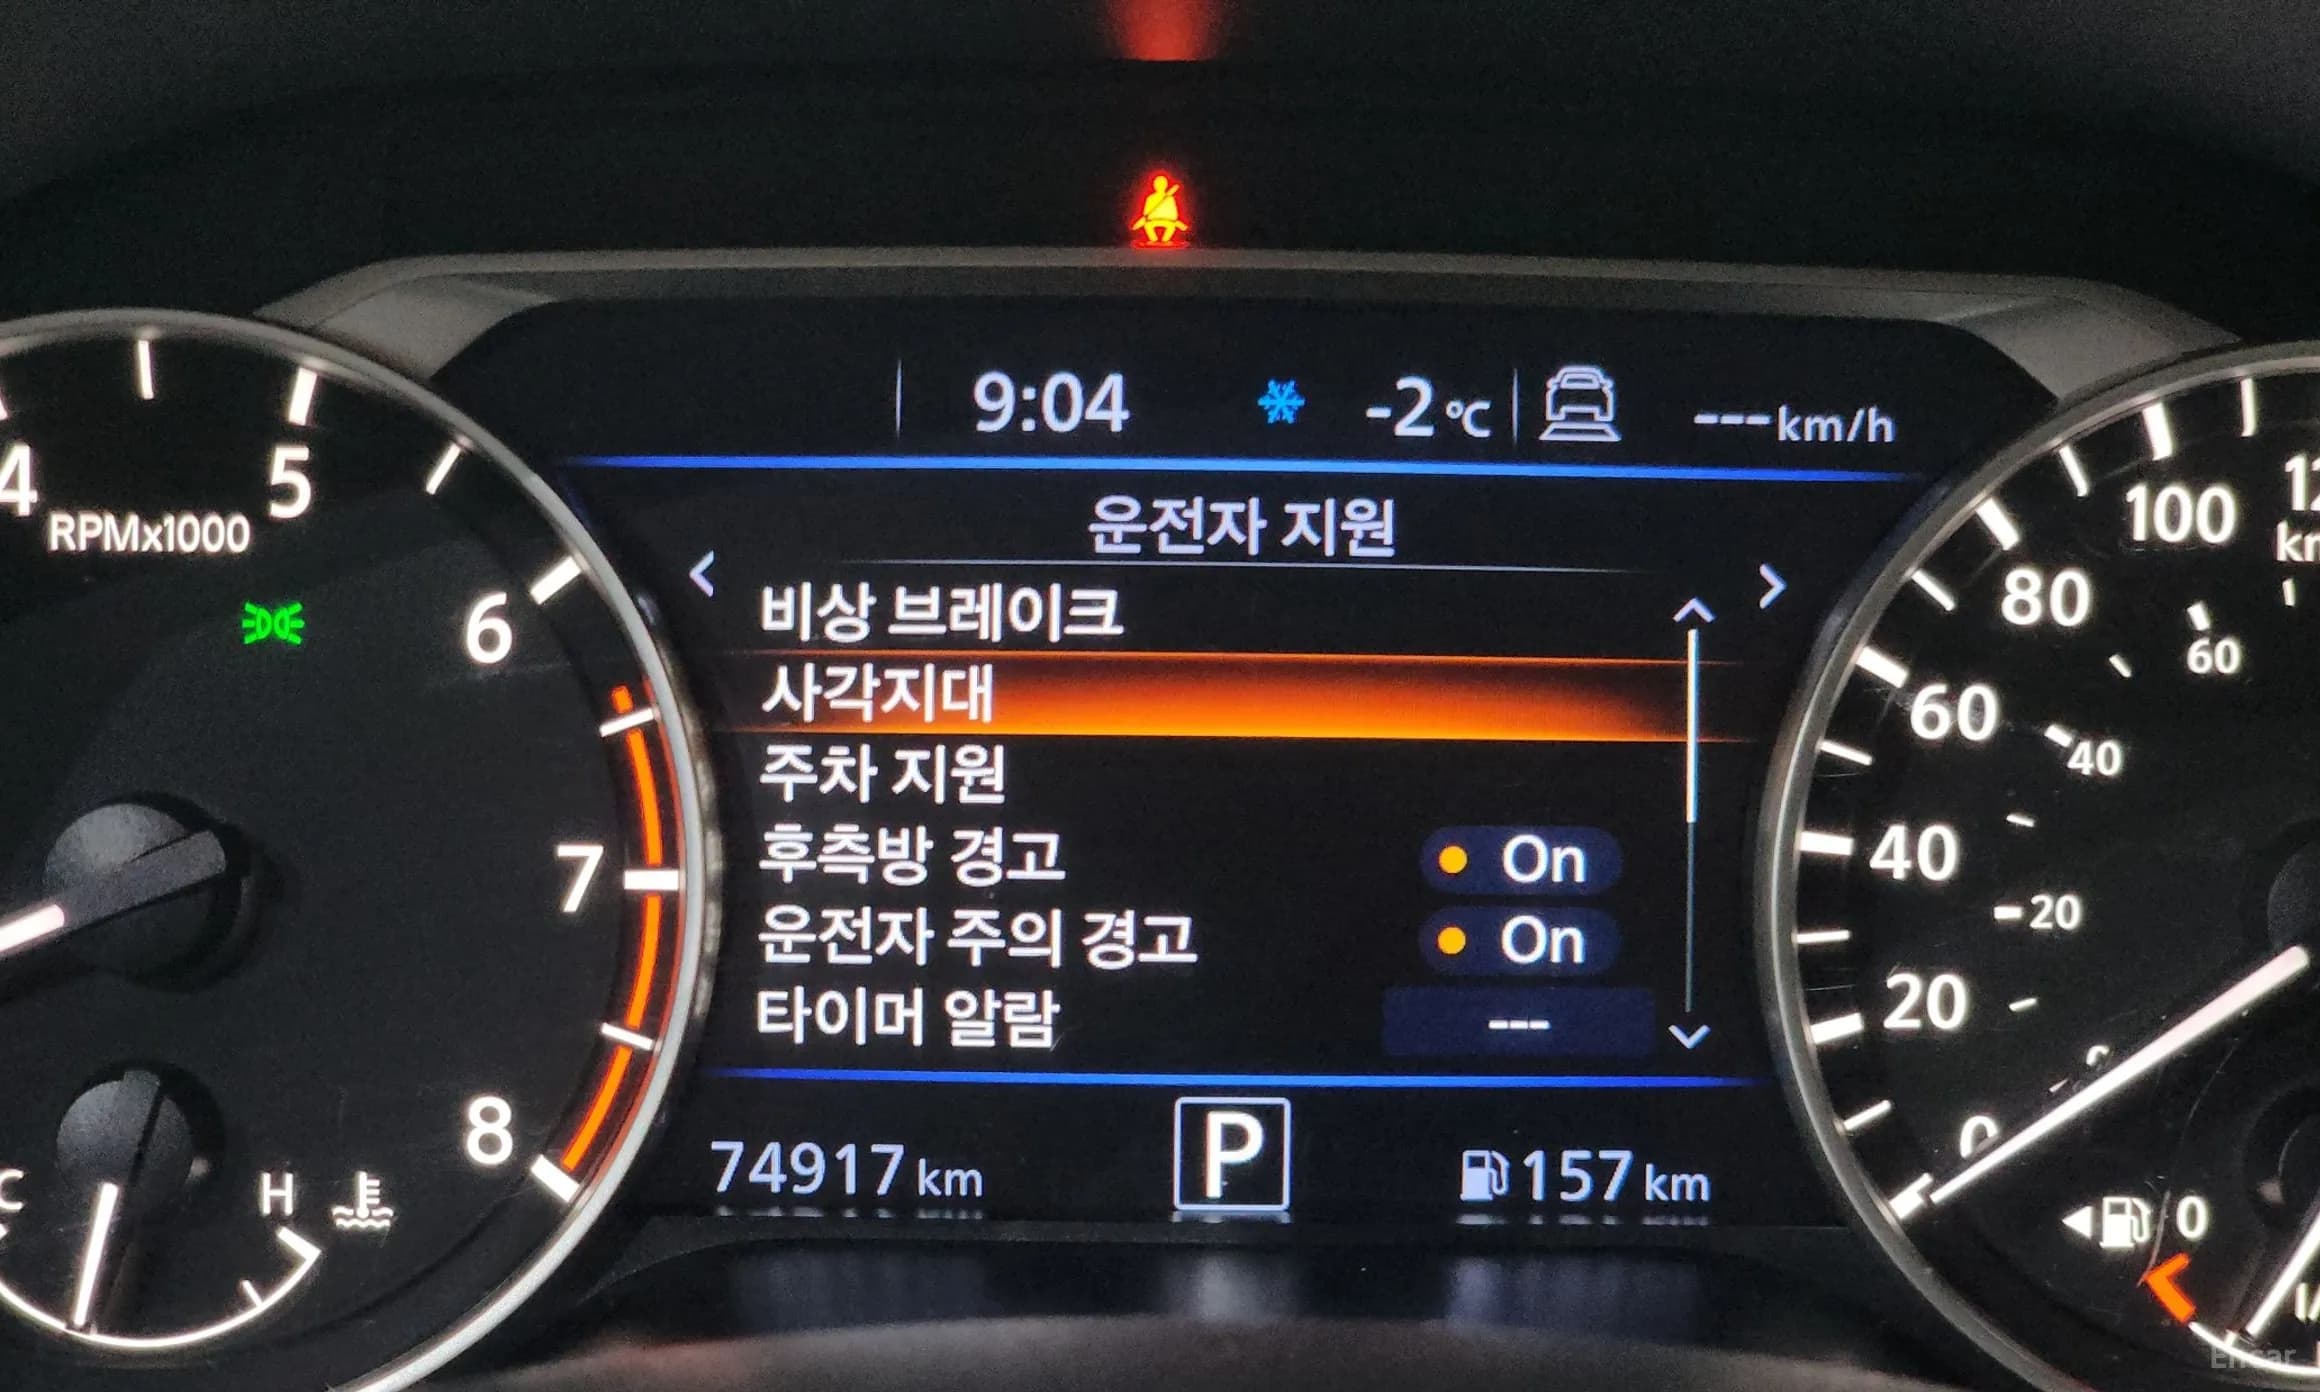 9:04 -2℃ ---km/h
운전자 지원
비상 브레이크
사각지대
주차 지원
후측방 경고 On
운전자 주의 경고 On
타이머 알람 ---
74917 km P 157 km
4 5 6 7 8
RPMx1000
C H
0 20 40 60 80 100
20 40 60
0
Encar